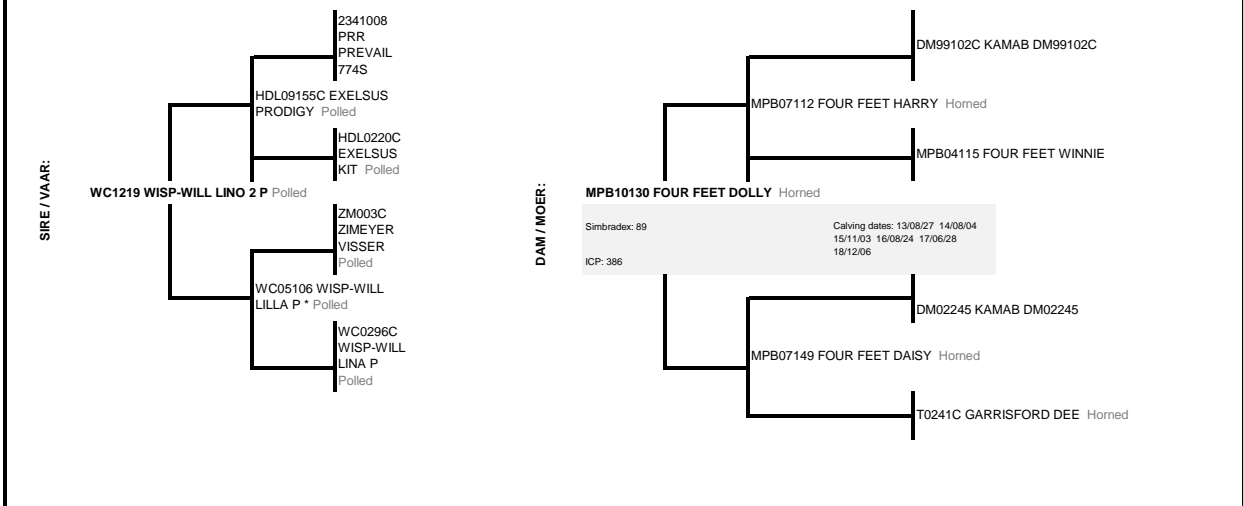 SIRE / VAAR:
2341008
PRR
PREVAIL
774S
HDL09155C EXELSUS
PRODIGY Polled
HDL0220C
EXELSUS
KIT Polled
WC1219 WISP-WILL LINO 2 P Polled
ZM003C
ZIMEYER
VISSER
Polled
WC05106 WISP-WILL
LILLA P * Polled
WC0296C
WISP-WILL
LINA P
Polled
DAM / MOER:
DM99102C KAMAB DM99102C
MPB07112 FOUR FEET HARRY Horned
MPB04115 FOUR FEET WINNIE
MPB10130 FOUR FEET DOLLY Horned
Simbradex: 89
ICP: 386
Calving dates: 13/08/27 14/08/04
15/11/03 16/08/24 17/06/28
18/12/06
DM02245 KAMAB DM02245
MPB07149 FOUR FEET DAISY Horned
T0241C GARRISFORD DEE Horned